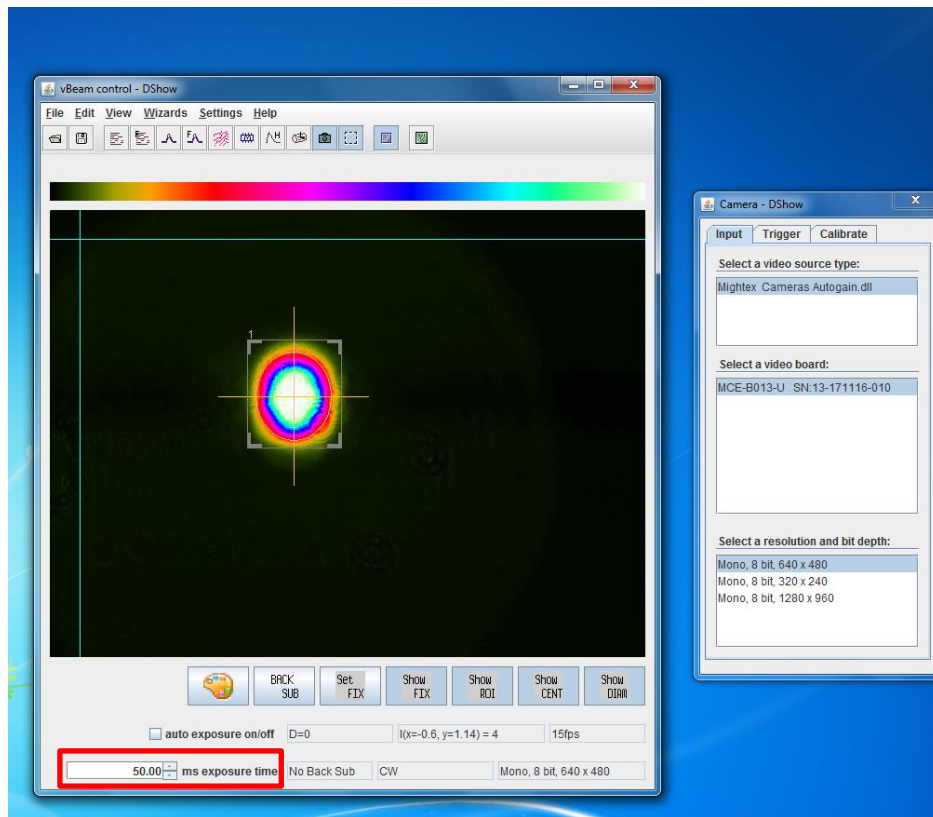 vBeam control - DShow
File Edit View Wizards Settings Help
1
BACK SUB
Set FIX
Show FIX
Show ROI
Show CENT
Show DIAM
auto exposure on/off
D=0
I(x=-0.6, y=1.14) = 4
15fps
50.00 ms exposure time
No Back Sub
CW
Mono, 8 bit, 640 x 480
Camera - DShow
Input Trigger Calibrate
Select a video source type:
Mightex Cameras Autogain.dll
Select a video board:
MCE-B013-U SN:13-171116-010
Select a resolution and bit depth:
Mono, 8 bit, 640 x 480
Mono, 8 bit, 320 x 240
Mono, 8 bit, 1280 x 960